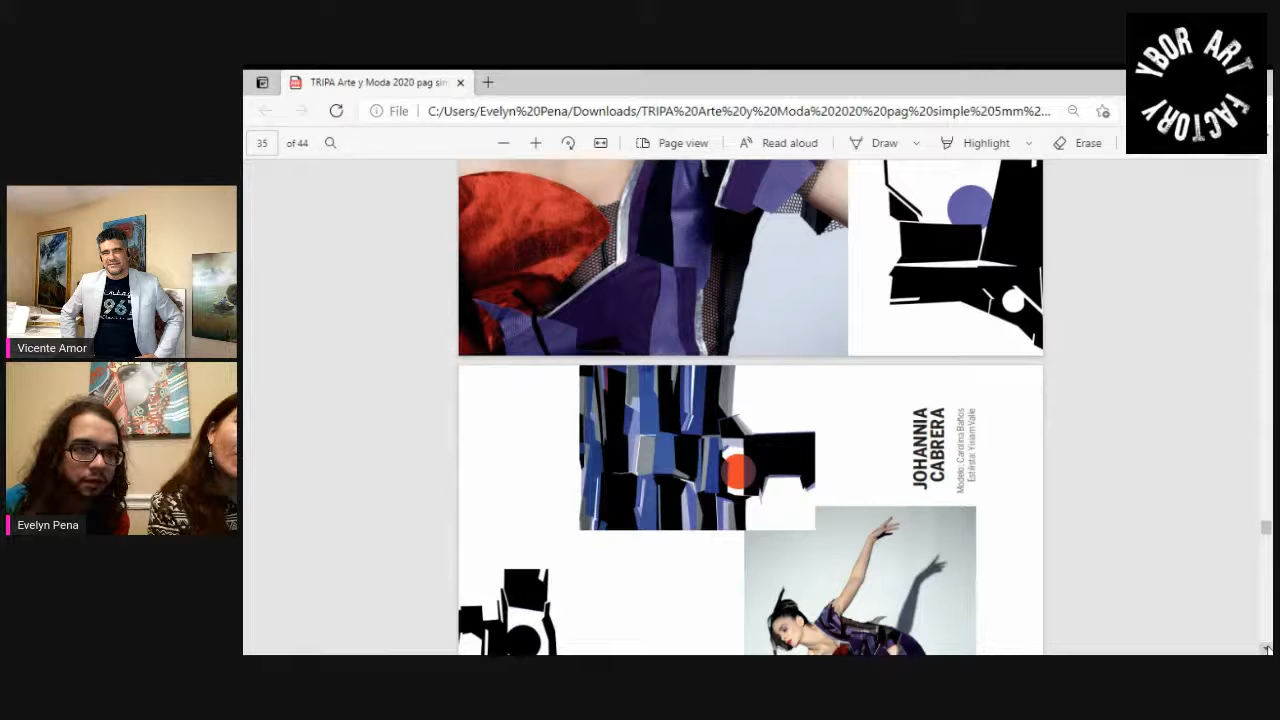 YBOR ART
FACTORY
TRIPA Arte y Moda 2020 pag sin
File
C:/Users/Evelyn%20Pena/Downloads/TRIPA%20Arte%20y%20Moda%202020%20pag%20simple%205mm%2...
35 of 44
Page view
Read aloud
Draw
Highlight
Erase
Vicente Amor
Evelyn Pena
JOHANNIA
CABRERA
Modelo: Carolina Baños
Estilista: Yixiam Valle